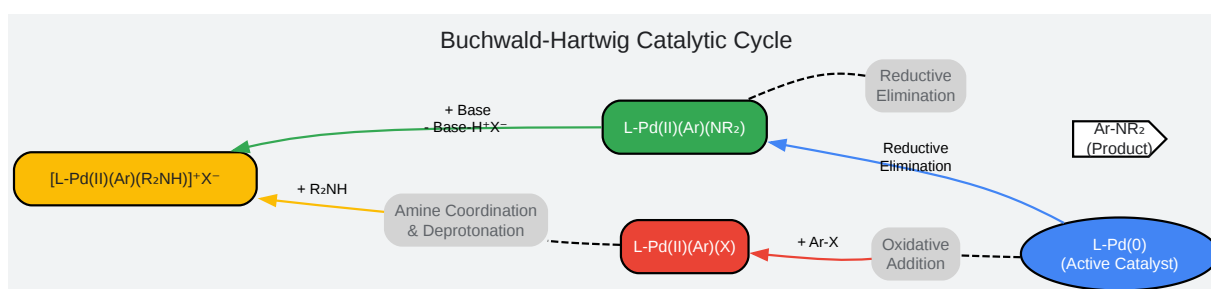 Buchwald-Hartwig Catalytic Cycle
Reductive
Elimination
+ Base
- Base-H⁺X⁻
L-Pd(II)(Ar)(NR₂)
Ar-NR₂
(Product)
Reductive
Elimination
[L-Pd(II)(Ar)(R₂NH)]⁺X⁻
+ R₂NH
Amine Coordination
& Deprotonation
L-Pd(II)(Ar)(X)
+ Ar-X
Oxidative
Addition
L-Pd(0)
(Active Catalyst)